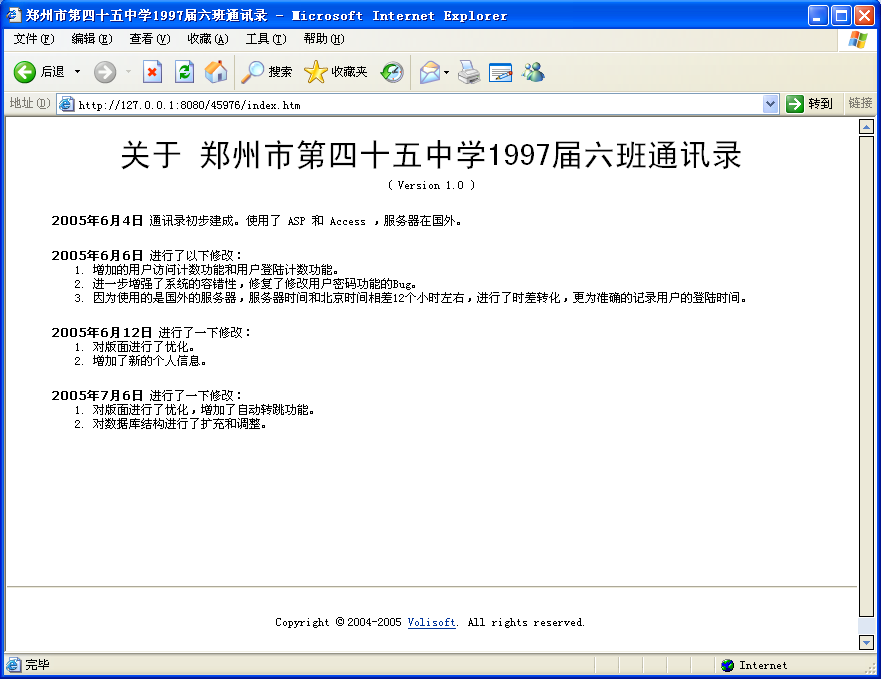 郑州市第四十五中学1997届六班通讯录 - Microsoft Internet Explorer
文件(F) 编辑(E) 查看(V) 收藏(A) 工具(T) 帮助(H)
后退 搜索 收藏夹
地址(D) http://127.0.0.1:8080/45976/index.htm 转到 链接
关于 郑州市第四十五中学1997届六班通讯录
( Version 1.0 )
2005年6月4日 通讯录初步建成。使用了 ASP 和 Access ，服务器在国外。
2005年6月6日 进行了以下修改：
1. 增加的用户访问计数功能和用户登陆计数功能。
2. 进一步增强了系统的容错性，修复了修改用户密码功能的Bug。
3. 因为使用的是国外的服务器，服务器时间和北京时间相差12个小时左右，进行了时差转化，更为准确的记录用户的登陆时间。
2005年6月12日 进行了一下修改：
1. 对版面进行了优化。
2. 增加了新的个人信息。
2005年7月6日 进行了一下修改：
1. 对版面进行了优化，增加了自动转跳功能。
2. 对数据库结构进行了扩充和调整。
Copyright © 2004-2005 Volisoft. All rights reserved.
完毕 Internet